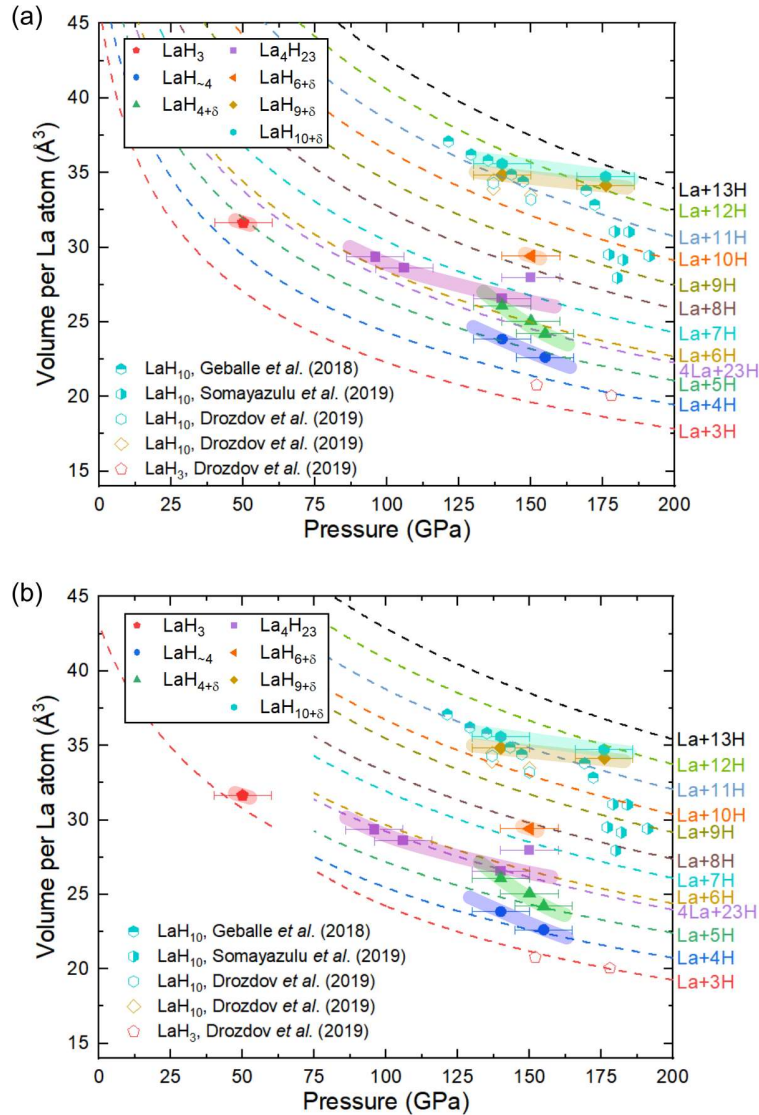 (a)
45
40
35
30
25
20
15
Volume per La atom (Å³)
LaH₃
La₄H₂₃
LaH~₄
LaH₆₊δ
LaH₄₊δ
LaH₉₊δ
LaH₁₀₊δ
La+13H
La+12H
La+11H
La+10H
La+9H
La+8H
La+7H
La+6H
4La+23H
La+5H
La+4H
La+3H
LaH₁₀, Geballe et al. (2018)
LaH₁₀, Somayazulu et al. (2019)
LaH₁₀, Drozdov et al. (2019)
LaH₁₀, Drozdov et al. (2019)
LaH₃, Drozdov et al. (2019)
0 25 50 75 100 125 150 175 200
Pressure (GPa)
(b)
45
40
35
30
25
20
15
Volume per La atom (Å³)
LaH₃
La₄H₂₃
LaH~₄
LaH₆₊δ
LaH₄₊δ
LaH₉₊δ
LaH₁₀₊δ
La+13H
La+12H
La+11H
La+10H
La+9H
La+8H
La+7H
La+6H
4La+23H
La+5H
La+4H
La+3H
LaH₁₀, Geballe et al. (2018)
LaH₁₀, Somayazulu et al. (2019)
LaH₁₀, Drozdov et al. (2019)
LaH₁₀, Drozdov et al. (2019)
LaH₃, Drozdov et al. (2019)
0 25 50 75 100 125 150 175 200
Pressure (GPa)